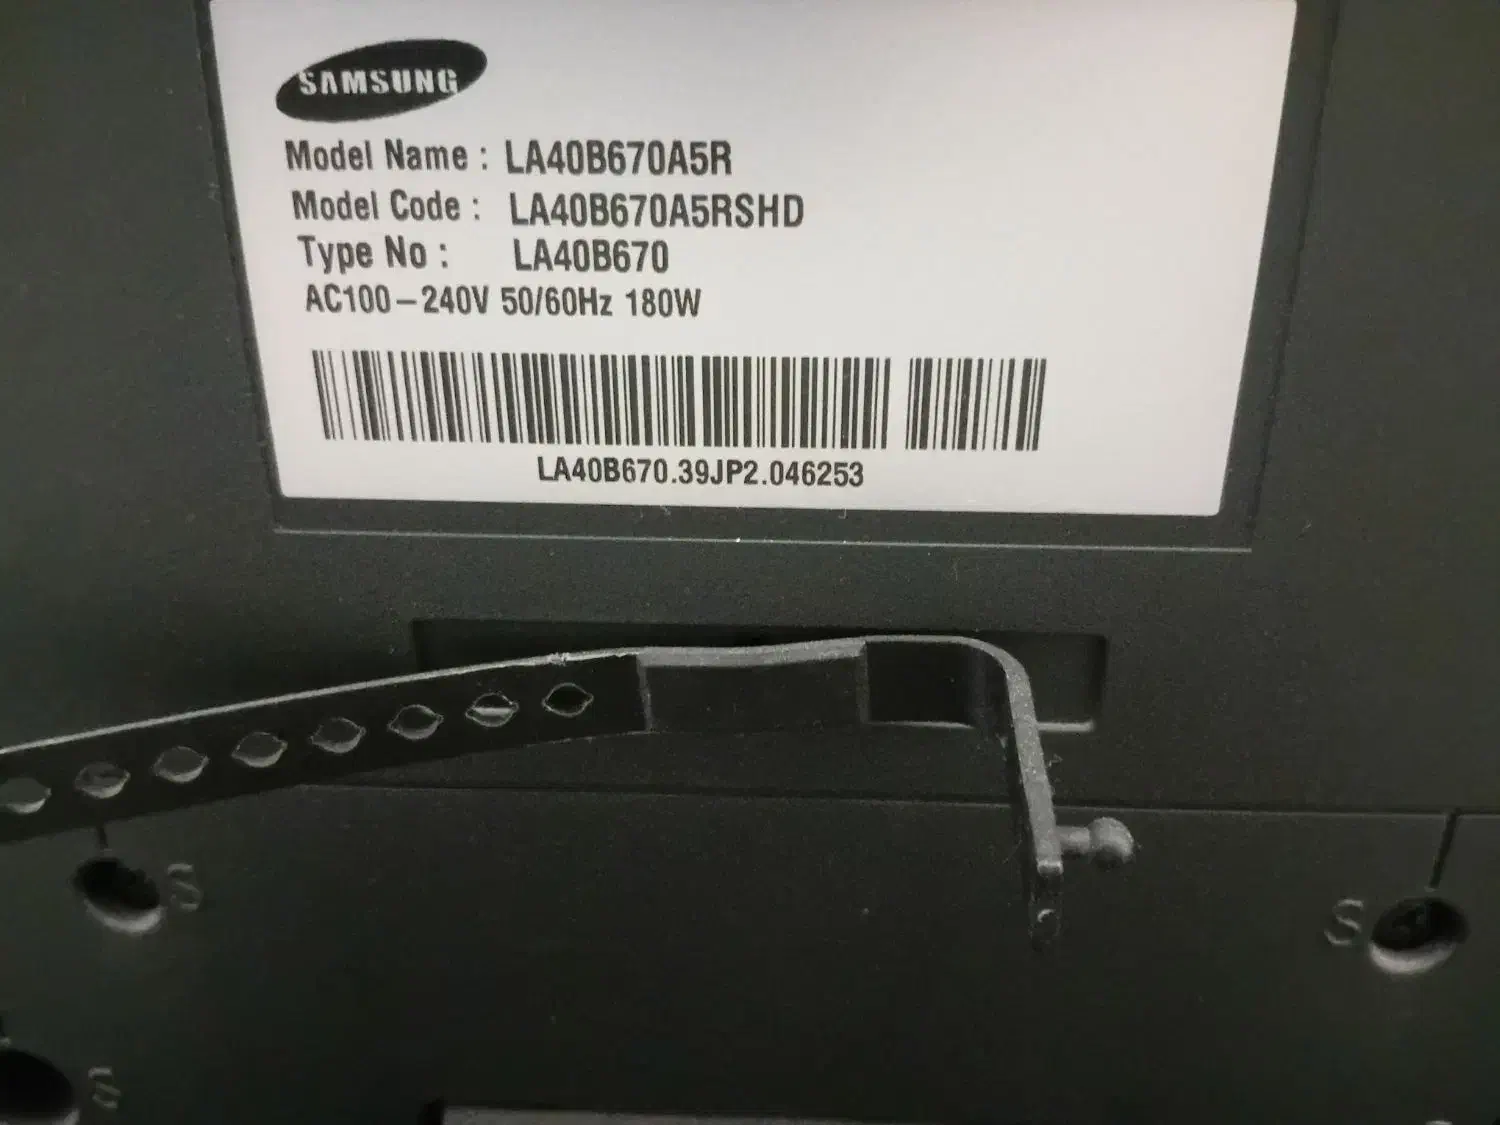 SAMSUNG
Model Name : LA40B670A5R
Model Code : LA40B670A5RSHD
Type No : LA40B670
AC100-240V 50/60Hz 180W
LA40B670.39JP2.046253
S
S
S